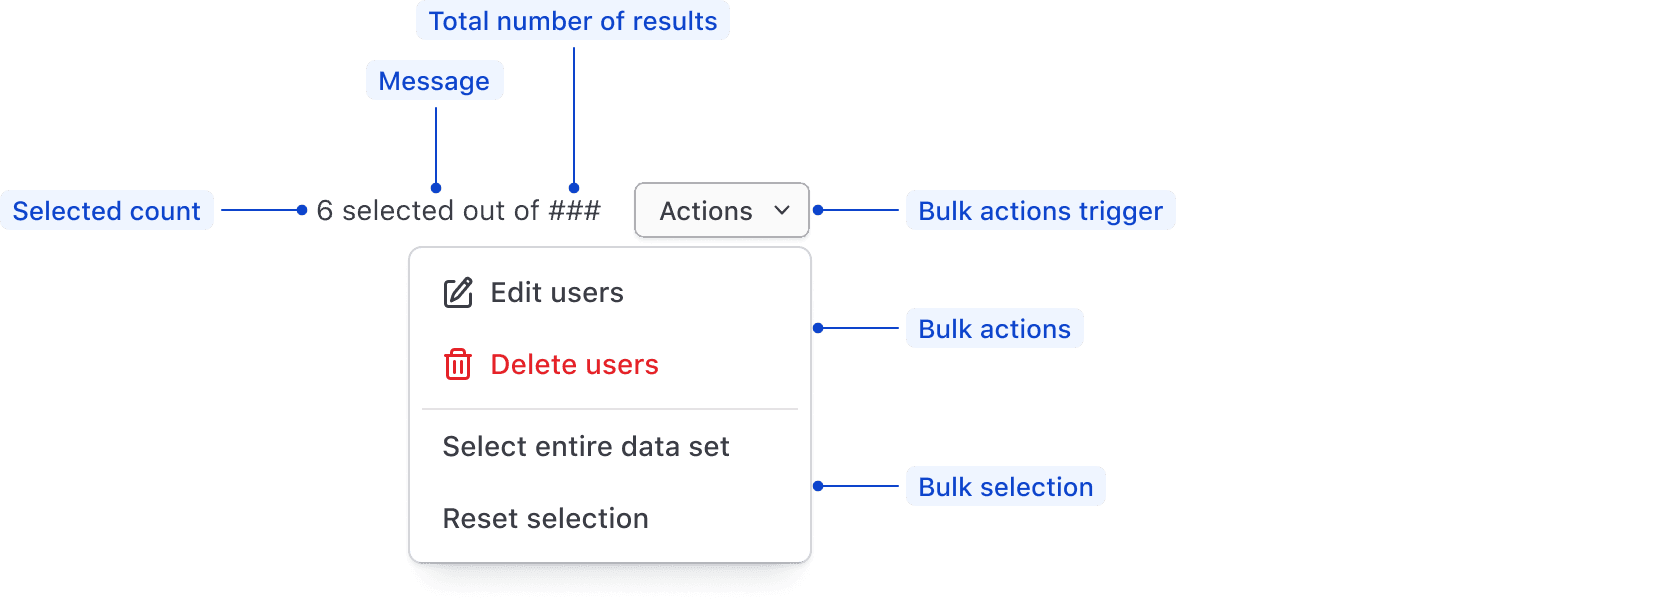 Total number of results
Message
Selected count
6 selected out of ###
Actions
Bulk actions trigger
Edit users
Bulk actions
Delete users
Select entire data set
Bulk selection
Reset selection